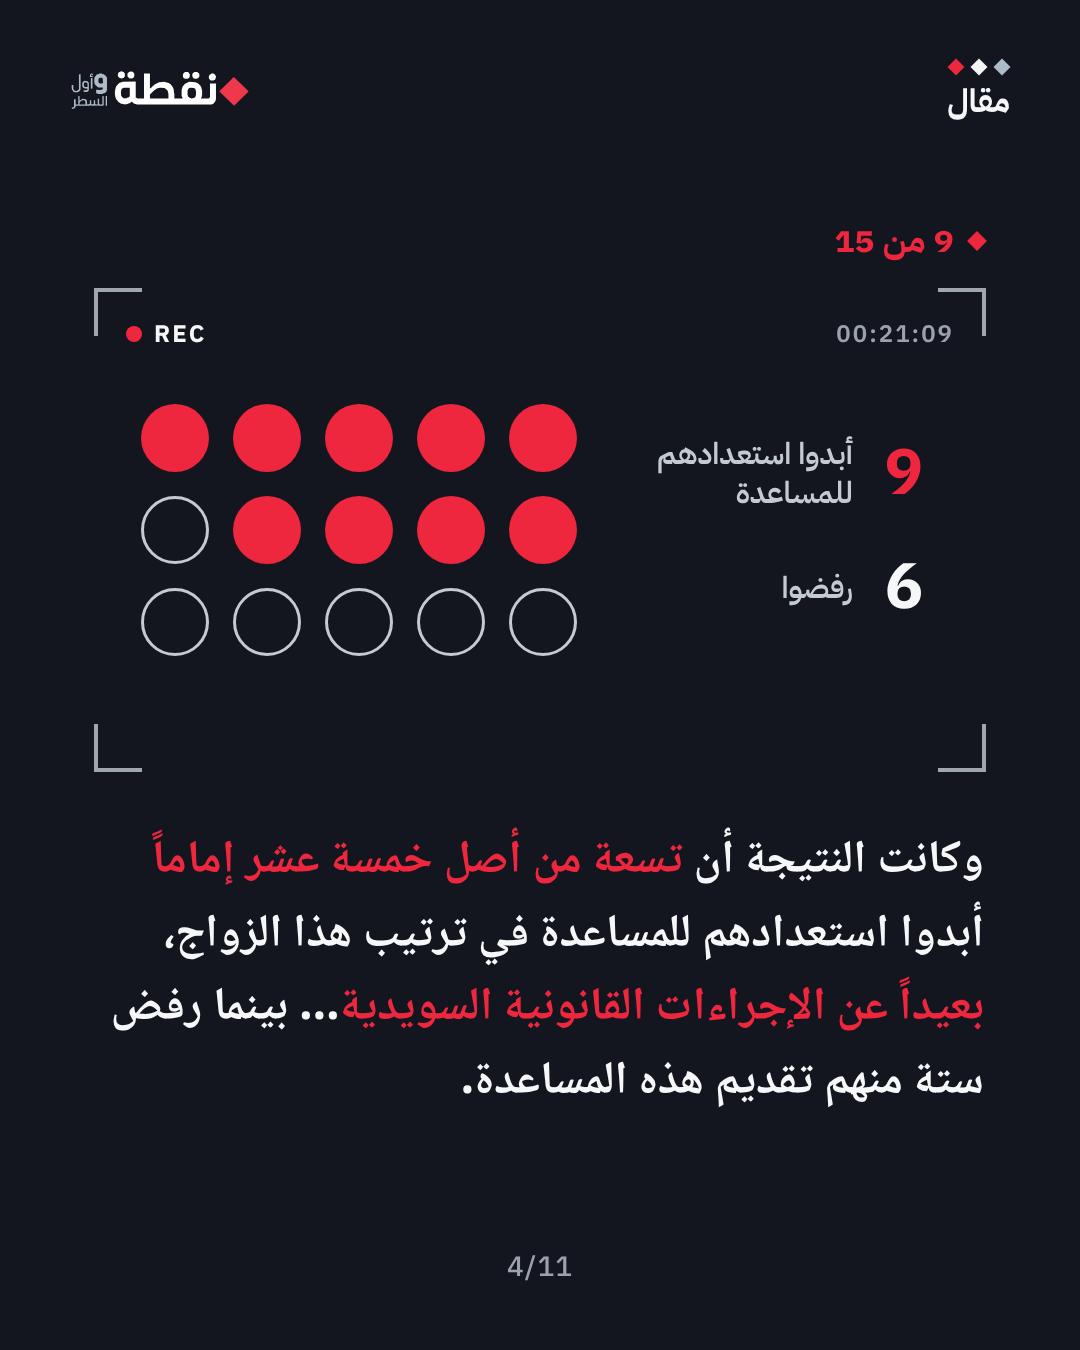 مقال
نقطة
وأول
السطر
9 من 15
REC
00:21:09
9
أبدوا استعدادهم
للمساعدة
6
رفضوا
وكانت النتيجة أن تسعة من أصل خمسة عشر إماماً
أبدوا استعدادهم للمساعدة في ترتيب هذا الزواج،
بعيداً عن الإجراءات القانونية السويدية... بينما رفض
ستة منهم تقديم هذه المساعدة.
4/11